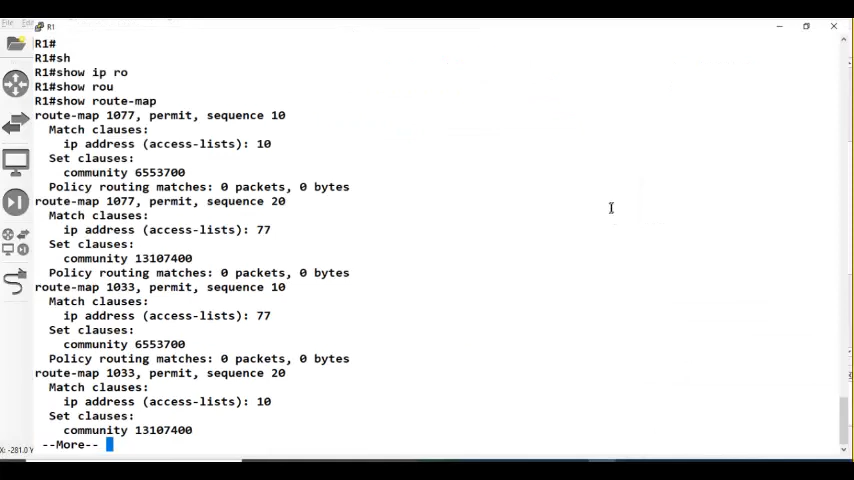 File Edi
R1
R1#
R1#sh
R1#show ip ro
R1#show rou
R1#show route-map
route-map 1077, permit, sequence 10
  Match clauses:
    ip address (access-lists): 10
  Set clauses:
    community 6553700
  Policy routing matches: 0 packets, 0 bytes
route-map 1077, permit, sequence 20
  Match clauses:
    ip address (access-lists): 77
  Set clauses:
    community 13107400
  Policy routing matches: 0 packets, 0 bytes
route-map 1033, permit, sequence 10
  Match clauses:
    ip address (access-lists): 77
  Set clauses:
    community 6553700
  Policy routing matches: 0 packets, 0 bytes
route-map 1033, permit, sequence 20
  Match clauses:
    ip address (access-lists): 10
  Set clauses:
    community 13107400
 --More--
X: -281.0 Y